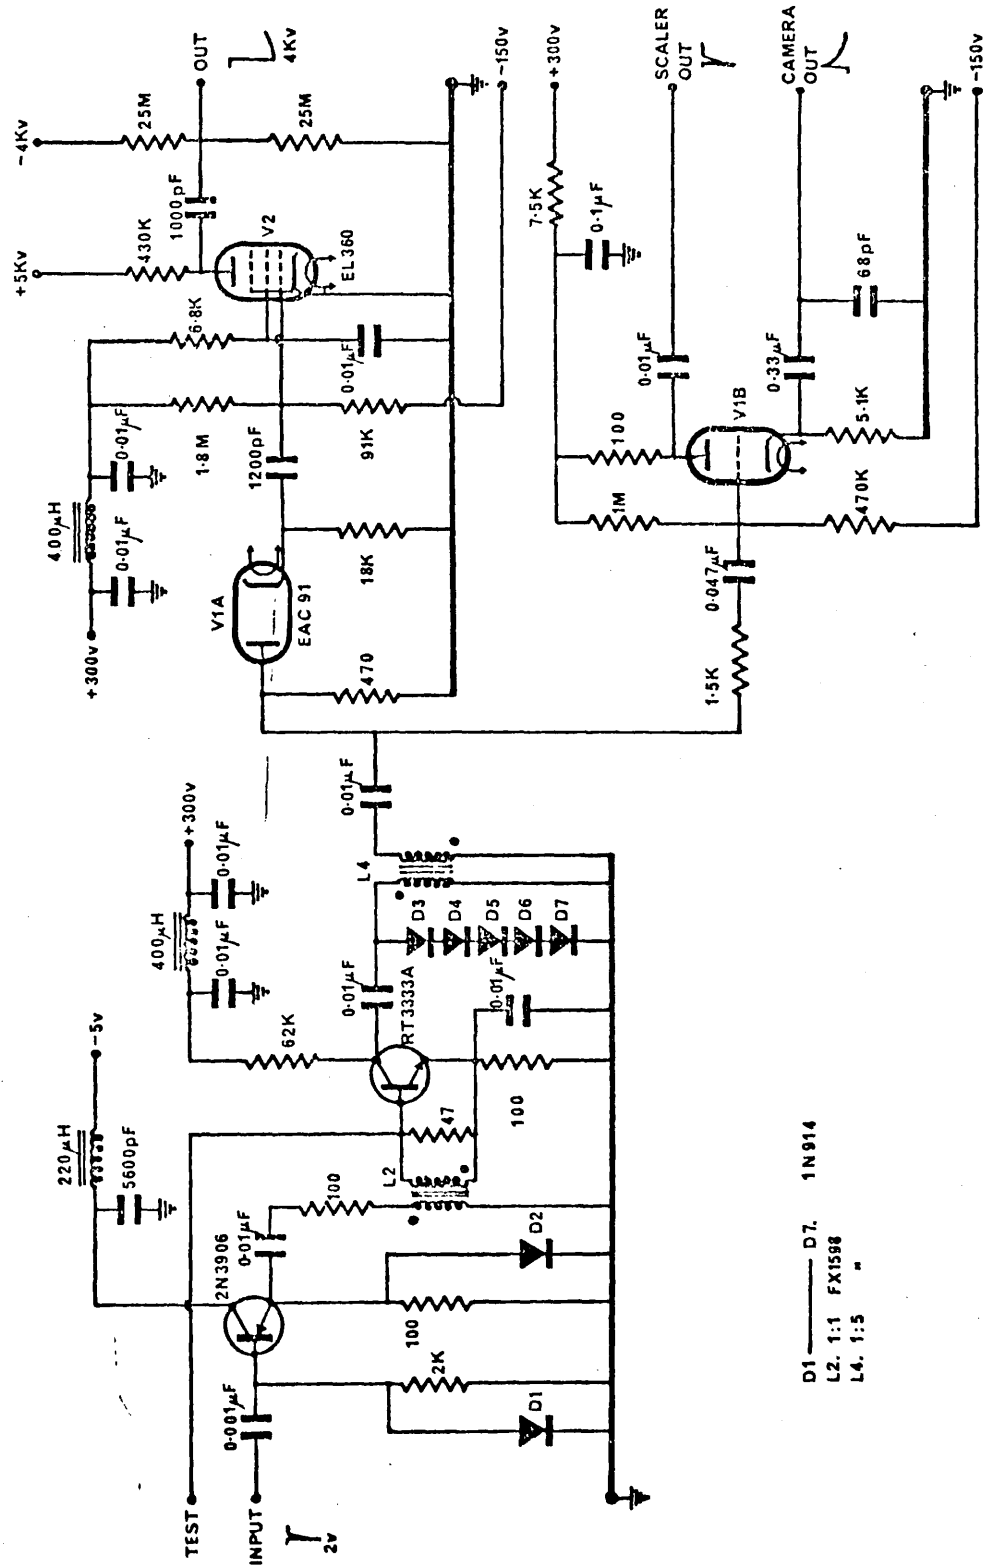 TEST
INPUT
2v
0·001µF
D1
2K
100
2N3906
0·01µF
D2
100
L2
220µH
5600pF
-5v
47
100
RT3333A
62K
400µH
0·01µF
0·01µF
+300v
0·01µF
0·01µF
D3
D4
D5
D6
D7
L4
0·01µF
+300v
400µH
0·01µF
0·01µF
V1A
EAC 91
470
18K
1200pF
1·8M
91K
6·8K
0·01µF
V2
EL360
+5Kv
430K
1000pF
-4Kv
25M
25M
OUT
4Kv
-150v
1·5K
0·047µF
1M
470K
100
V1B
5·1K
0·01µF
0·33µF
68pF
7·5K
0·1µF
+300v
SCALER
OUT
CAMERA
OUT
-150v
D1 ——— D7. 1N914
L2. 1:1 FX1598
L4. 1:5 "